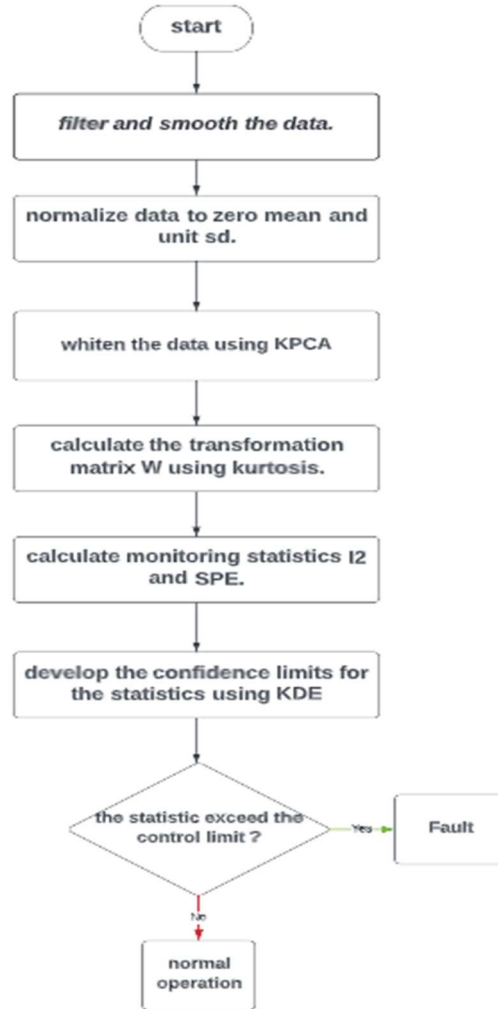 start
filter and smooth the data.
normalize data to zero mean and
unit sd.
whiten the data using KPCA
calculate the transformation
matrix W using kurtosis.
calculate monitoring statistics I2
and SPE.
develop the confidence limits for
the statistics using KDE
the statistic exceed the
control limit ?
Yes
Fault
No
normal
operation